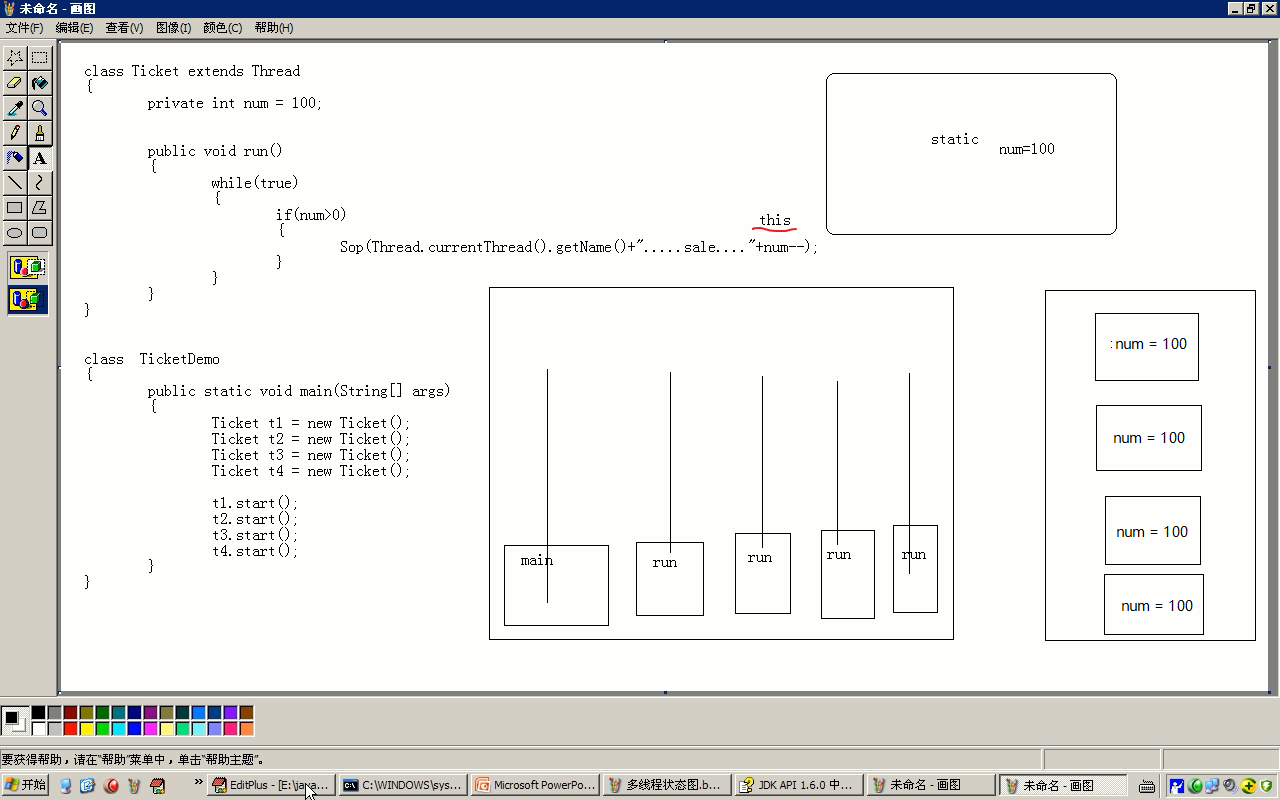 未命名 - 画图
文件(F) 编辑(E) 查看(V) 图像(I) 颜色(C) 帮助(H)
class Ticket extends Thread
{
private int num = 100;
public void run()
{
while(true)
{
if(num>0)
{
this
Sop(Thread.currentThread().getName()+".....sale...."+num--);
}
}
}
}
class TicketDemo
{
public static void main(String[] args)
{
Ticket t1 = new Ticket();
Ticket t2 = new Ticket();
Ticket t3 = new Ticket();
Ticket t4 = new Ticket();
t1.start();
t2.start();
t3.start();
t4.start();
}
}
static
num=100
main
run
run
run
run
:num = 100
num = 100
num = 100
num = 100
A
要获得帮助，请在“帮助”菜单中，单击“帮助主题”。
开始
»
EditPlus - [E:\java...
C:\WINDOWS\sys...
Microsoft PowerPo...
多线程状态图.b...
JDK API 1.6.0 中...
未命名 - 画图
未命名 - 画图